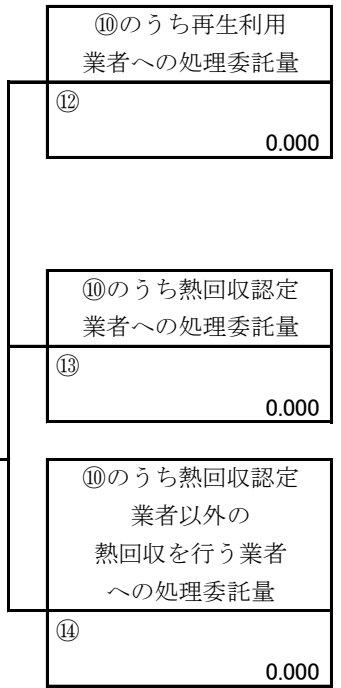 ⑩のうち再生利用
業者への処理委託量
⑫
0.000
⑩のうち熱回収認定
業者への処理委託量
⑬
0.000
⑩のうち熱回収認定
業者以外の
熱回収を行う業者
への処理委託量
⑭
0.000